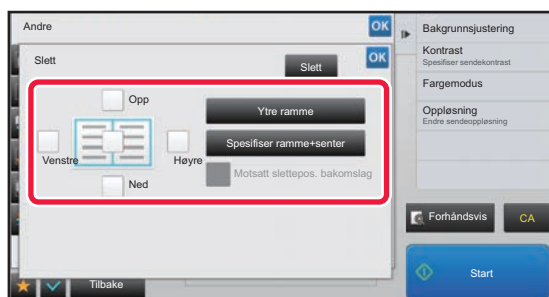 Andre
OK
Slett
Slett
OK
Opp
Venstre
Høyre
Ned
Ytre ramme
Spesifiser ramme+senter
Motsatt slettepos. bakomslag
Tilbake
Bakgrunnsjustering
Kontrast
Spesifiser sendekontrast
Fargemodus
Oppløsning
Endre sendeoppløsning
Forhåndsvis
CA
Start